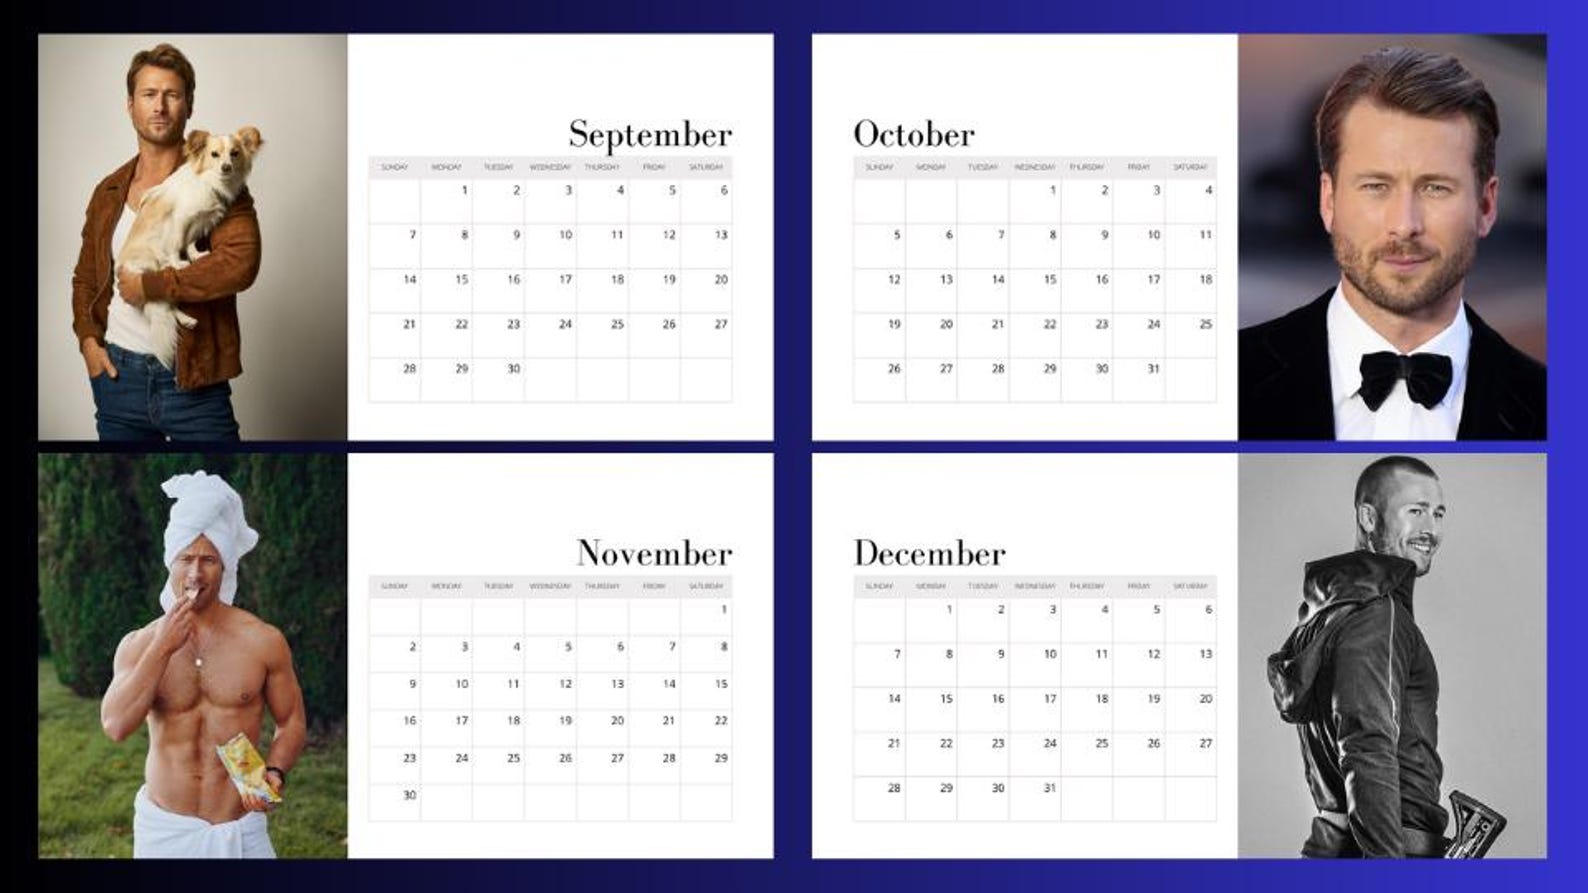 September
SUNDAY MONDAY TUESDAY WEDNESDAY THURSDAY FRIDAY SATURDAY
1 2 3 4 5 6
7 8 9 10 11 12 13
14 15 16 17 18 19 20
21 22 23 24 25 26 27
28 29 30
October
SUNDAY MONDAY TUESDAY WEDNESDAY THURSDAY FRIDAY SATURDAY
1 2 3 4
5 6 7 8 9 10 11
12 13 14 15 16 17 18
19 20 21 22 23 24 25
26 27 28 29 30 31
November
SUNDAY MONDAY TUESDAY WEDNESDAY THURSDAY FRIDAY SATURDAY
1
2 3 4 5 6 7 8
9 10 11 12 13 14 15
16 17 18 19 20 21 22
23 24 25 26 27 28 29
30
December
SUNDAY MONDAY TUESDAY WEDNESDAY THURSDAY FRIDAY SATURDAY
1 2 3 4 5 6
7 8 9 10 11 12 13
14 15 16 17 18 19 20
21 22 23 24 25 26 27
28 29 30 31